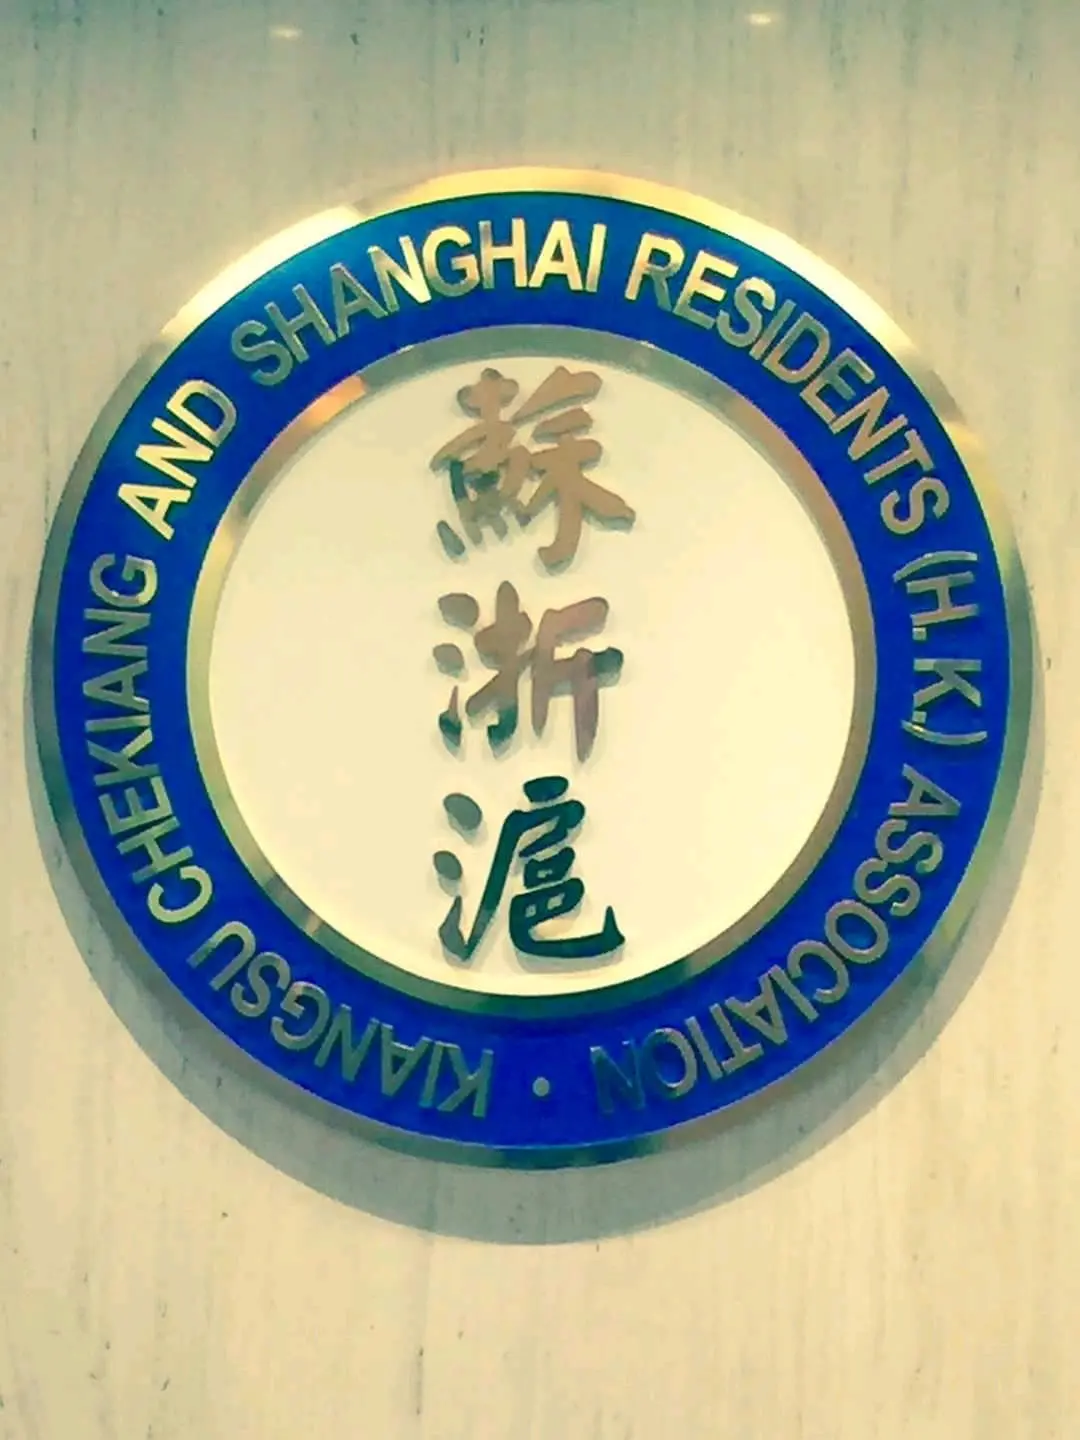 KIANGSU CHEKIANG AND SHANGHAI RESIDENTS (H.K.) ASSOCIATION ·
蘇
浙
滬